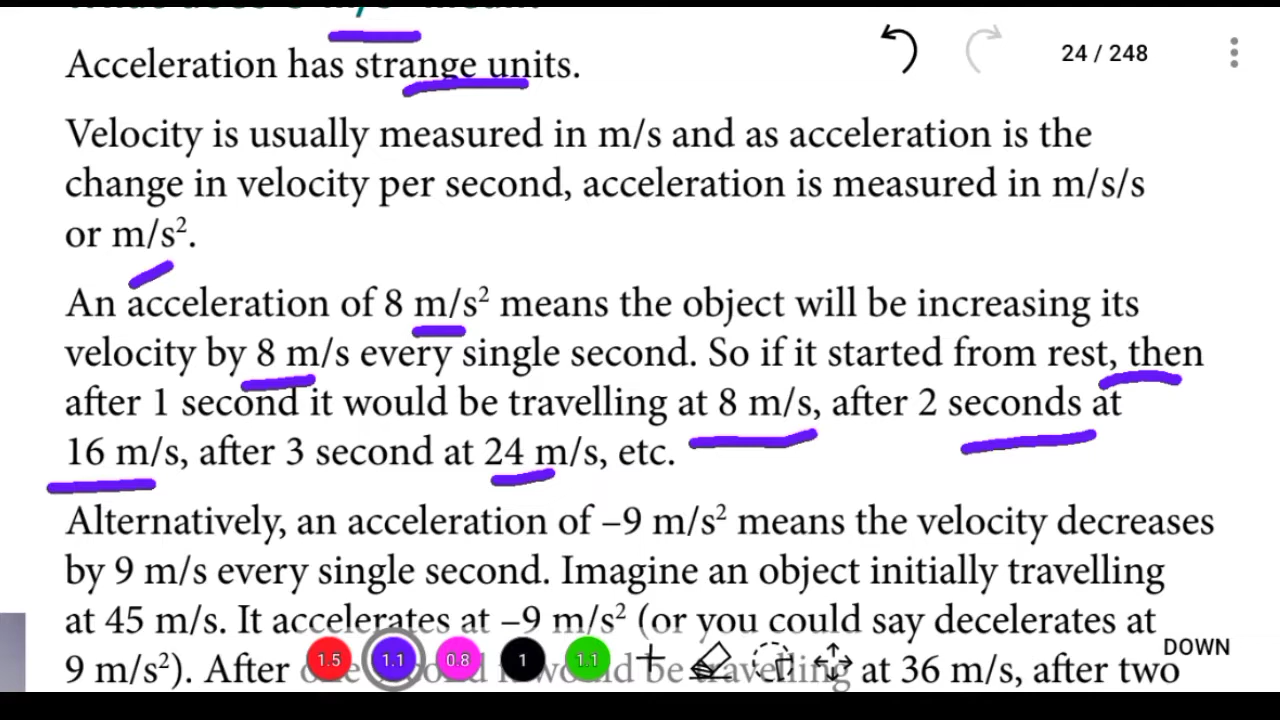 24 / 248
Acceleration has strange units.
Velocity is usually measured in m/s and as acceleration is the
change in velocity per second, acceleration is measured in m/s/s
or m/s².
An acceleration of 8 m/s² means the object will be increasing its
velocity by 8 m/s every single second. So if it started from rest, then
after 1 second it would be travelling at 8 m/s, after 2 seconds at
16 m/s, after 3 second at 24 m/s, etc.
Alternatively, an acceleration of –9 m/s² means the velocity decreases
by 9 m/s every single second. Imagine an object initially travelling
at 45 m/s. It accelerates at –9 m/s² (or you could say decelerates at
DOWN
9 m/s²). After one second it would be travelling at 36 m/s, after two
1.5 1.1 0.8 1 1.1